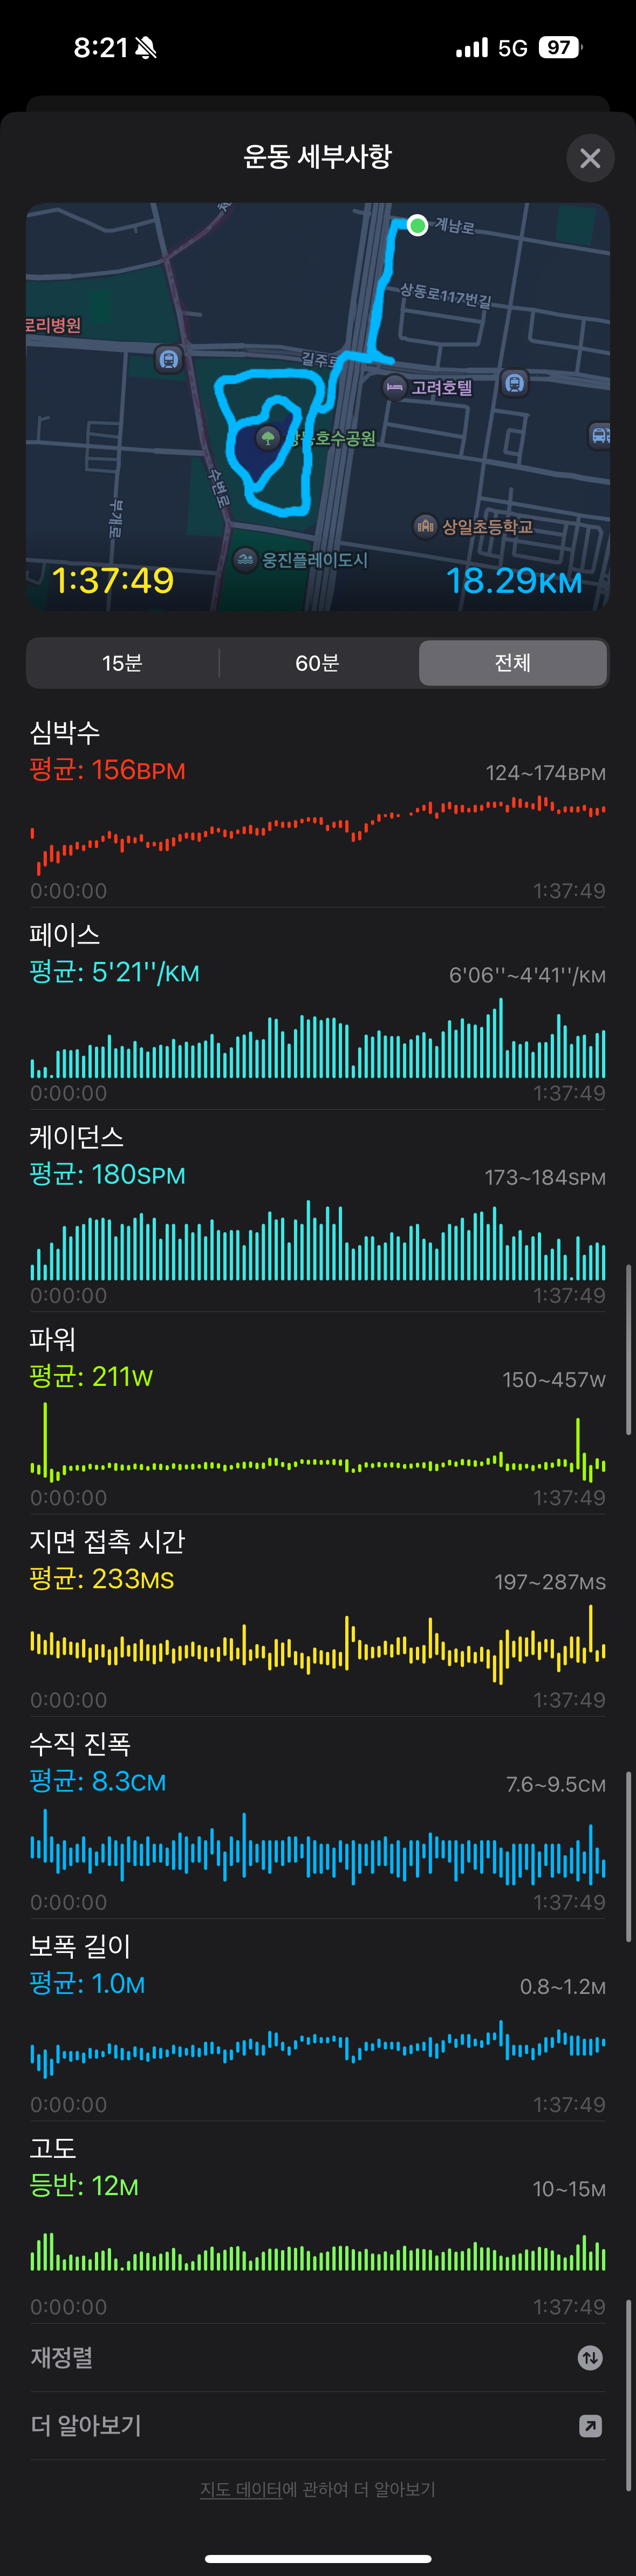 8:21
5G
97
운동 세부사항
계남로
상동로117번길
로리병원
길주로
고려호텔
호수공원
수변로
부개로
상일초등학교
웅진플레이도시
1:37:49
18.29KM
15분
60분
전체
심박수
평균: 156BPM
124~174BPM
0:00:00
1:37:49
페이스
평균: 5'21''/KM
6'06''~4'41''/KM
0:00:00
1:37:49
케이던스
평균: 180SPM
173~184SPM
0:00:00
1:37:49
파워
평균: 211W
150~457W
0:00:00
1:37:49
지면 접촉 시간
평균: 233MS
197~287MS
0:00:00
1:37:49
수직 진폭
평균: 8.3CM
7.6~9.5CM
0:00:00
1:37:49
보폭 길이
평균: 1.0M
0.8~1.2M
0:00:00
1:37:49
고도
등반: 12M
10~15M
0:00:00
1:37:49
재정렬
더 알아보기
지도 데이터에 관하여 더 알아보기